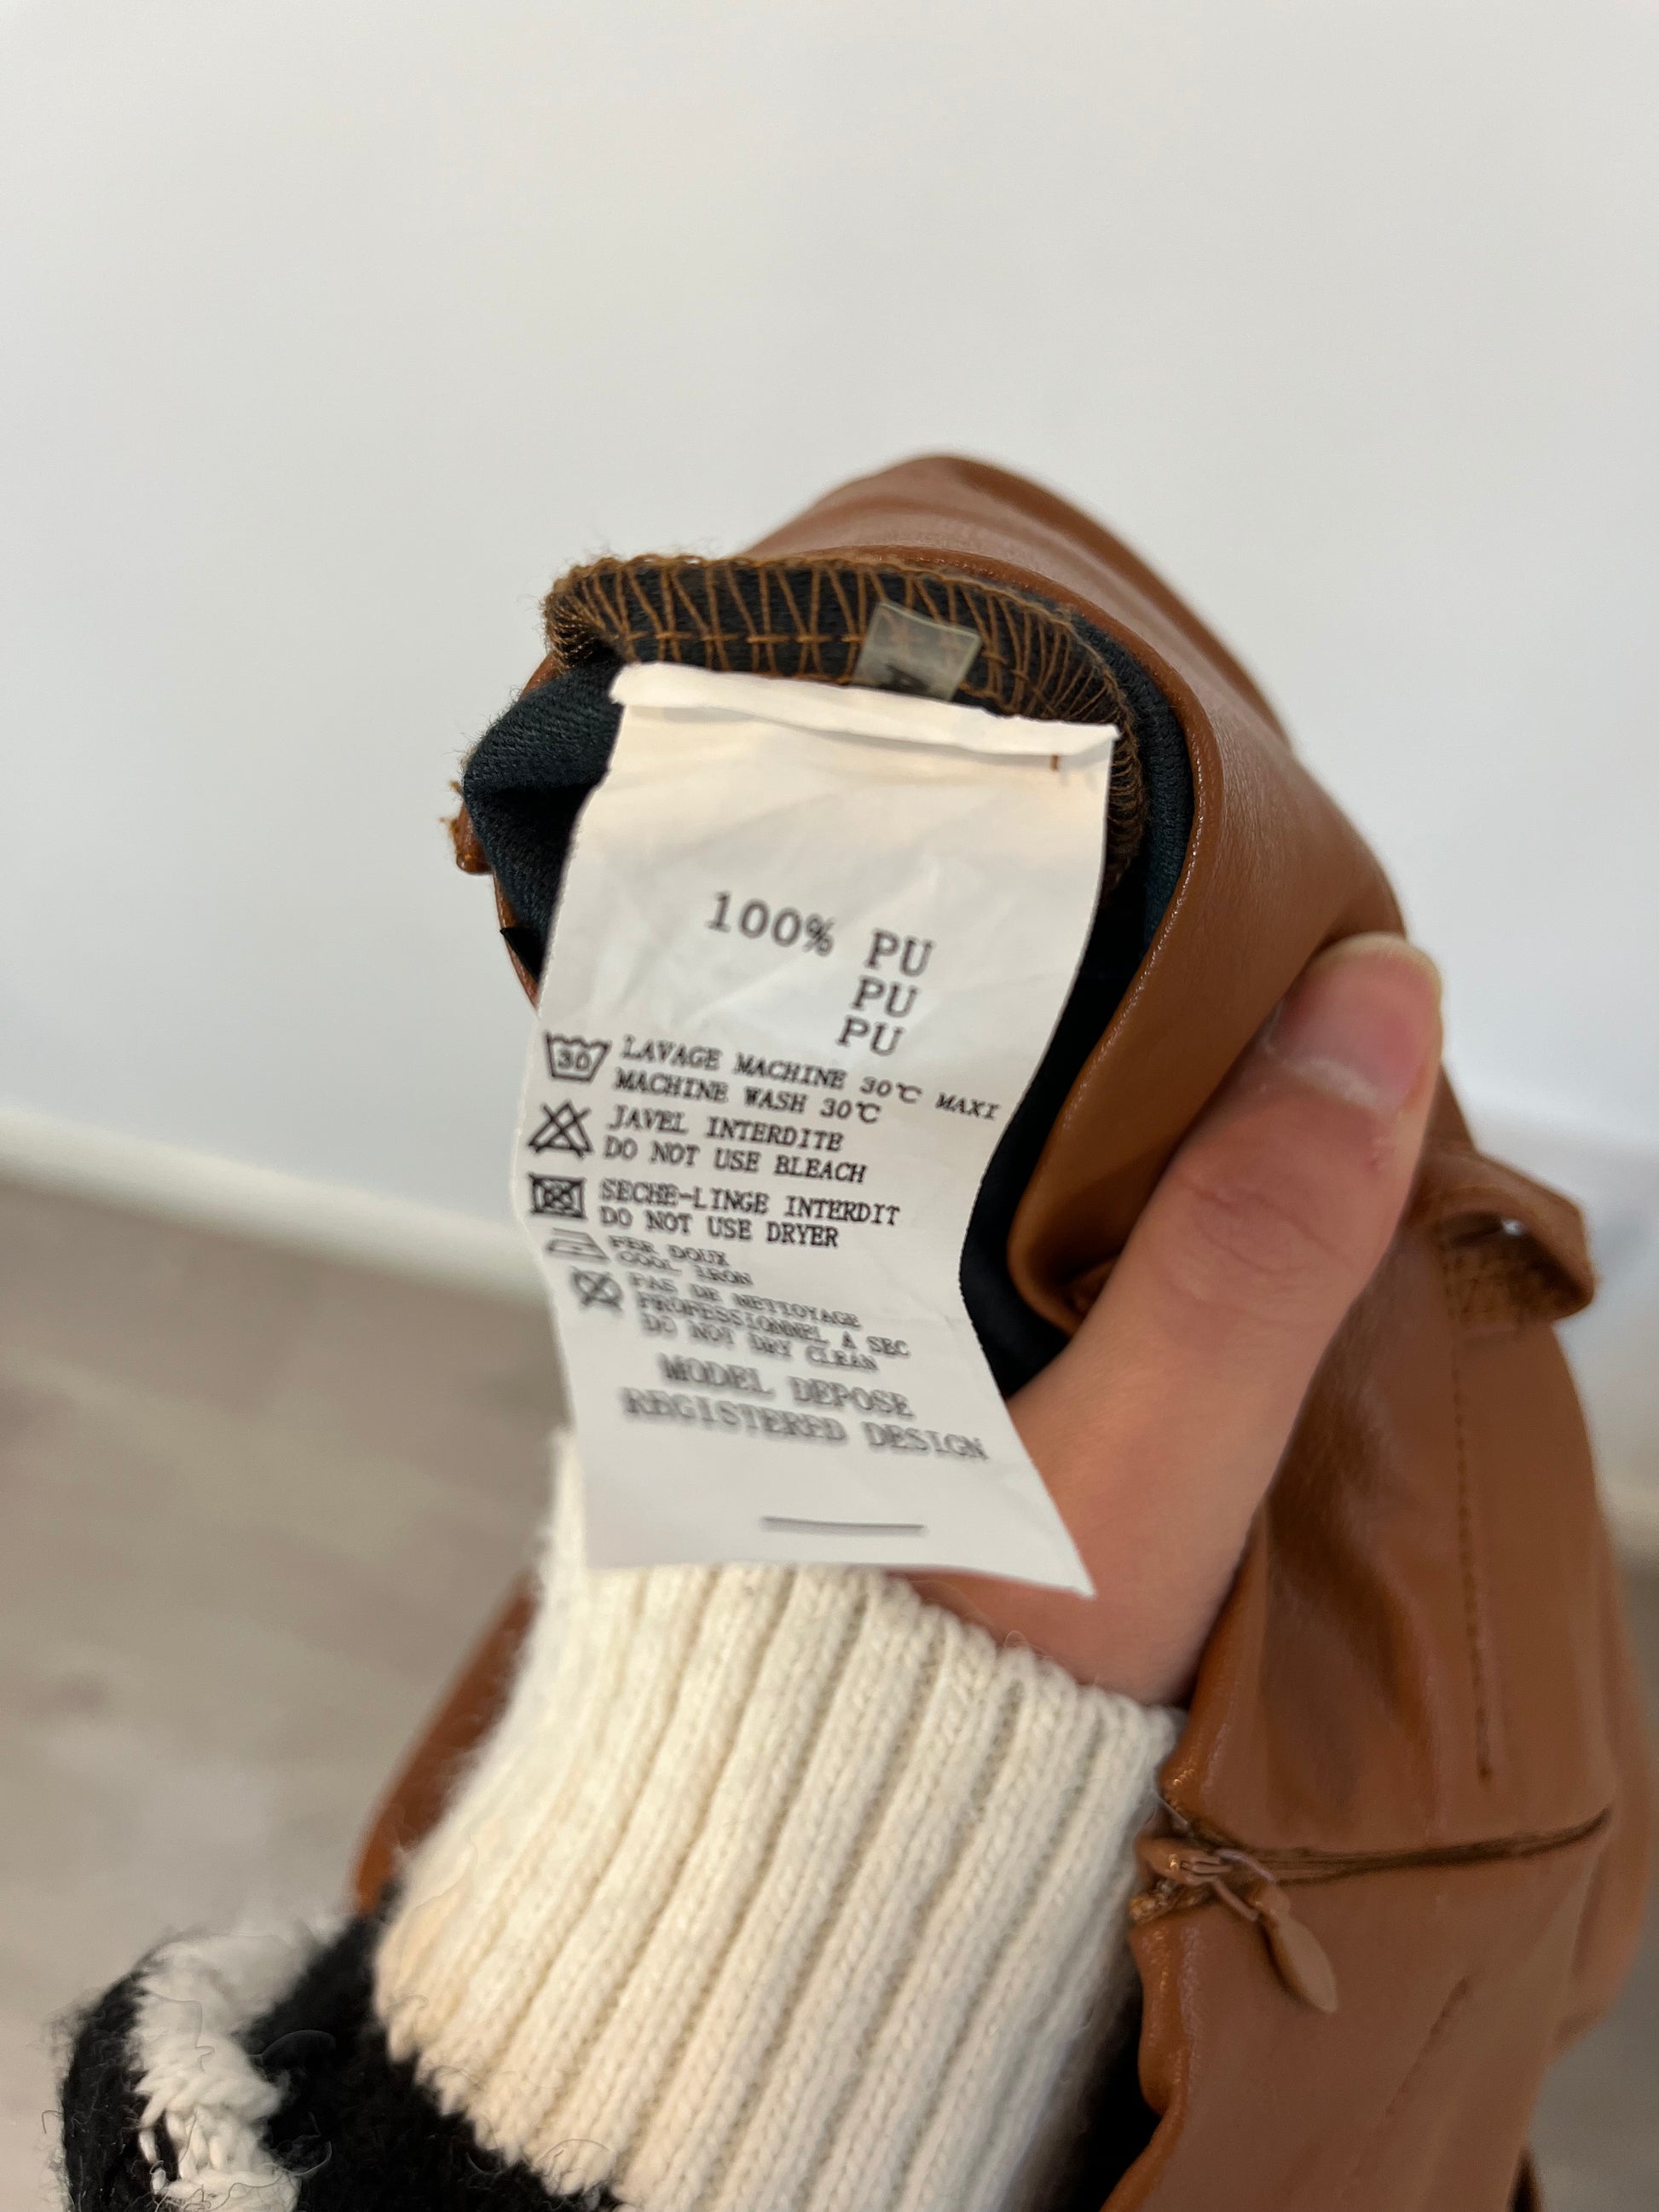 100% PU
PU
PU
30 LAVAGE MACHINE 30℃ MAXI
MACHINE WASH 30℃
JAVEL INTERDITE
DO NOT USE BLEACH
SECHE-LINGE INTERDIT
DO NOT USE DRYER
FER DOUX
COOL IRON
PAS DE NETTOYAGE
PROFESSIONNEL A SEC
DO NOT DRY CLEAN
MODEL DEPOSE
REGISTERED DESIGN